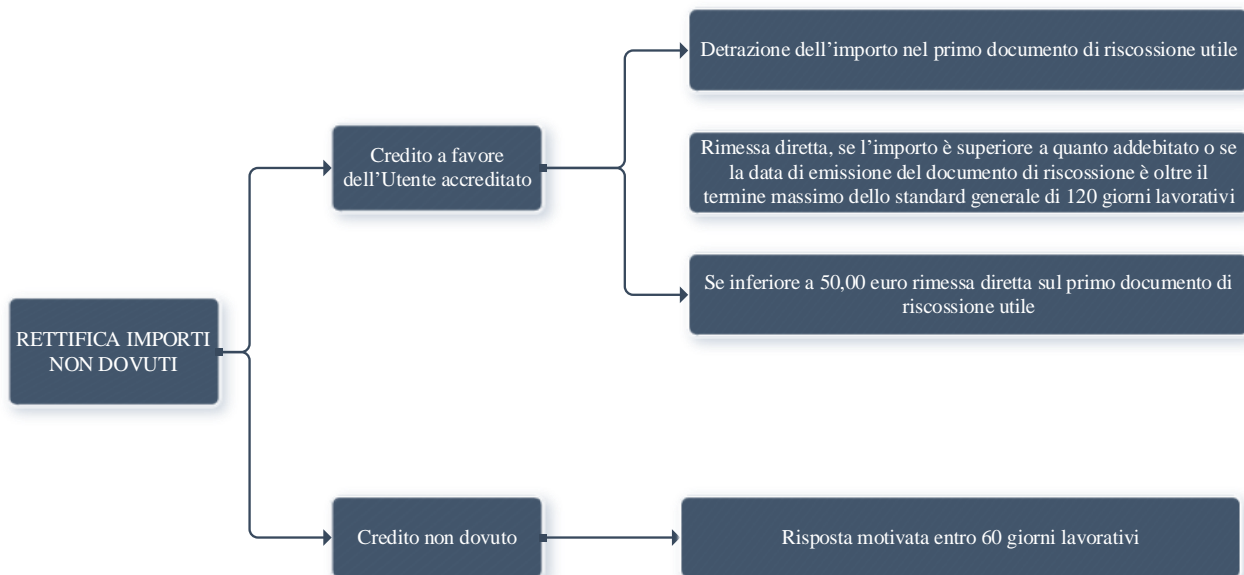 RETTIFICA IMPORTI
NON DOVUTI
Credito a favore
dell’Utente accreditato
Detrazione dell’importo nel primo documento di riscossione utile
Rimessa diretta, se l’importo è superiore a quanto addebitato o se
la data di emissione del documento di riscossione è oltre il
termine massimo dello standard generale di 120 giorni lavorativi
Se inferiore a 50,00 euro rimessa diretta sul primo documento di
riscossione utile
Credito non dovuto
Risposta motivata entro 60 giorni lavorativi